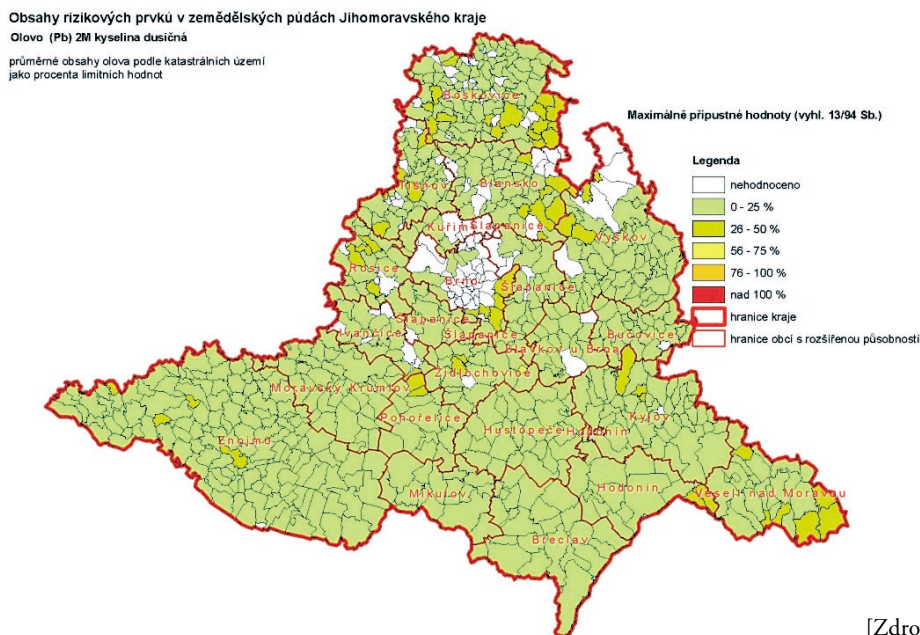 Obsahy rizikových prvků v zemědělských půdách Jihomoravského kraje
Olovo (Pb) 2M kyselina dusičná
průměrné obsahy olova podle katastrálních území
jako procenta limitních hodnot
Maximálně přípustné hodnoty (vyhl. 13/94 Sb.)
Legenda
nehodnoceno
0 - 25 %
26 - 50 %
56 - 75 %
76 - 100 %
nad 100 %
hranice kraje
hranice obcí s rozšířenou působností
Boskovice
Tišnov
Blansko
Kuřim
Šlapanice
Vyškov
Rosice
Brno
Šlapanice
Šlapanice
Ivančice
Šlapanice
Bučovice
Slavkov u Brna
Židlochovice
Moravský Krumlov
Pohořelice
Kyjov
Hustopeče
Hodonín
Znojmo
Mikulov
Hodonín
Veselí nad Moravou
Břeclav
[Zdro